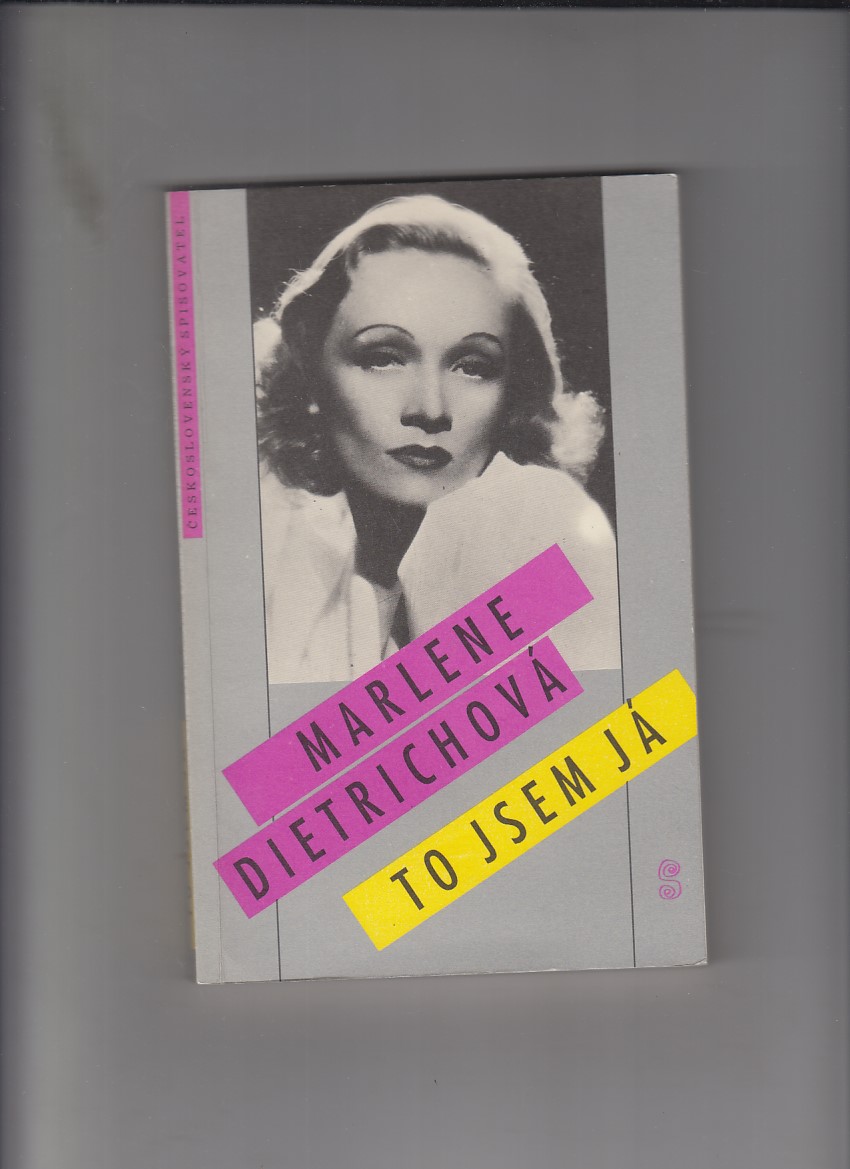 ČESKOSLOVENSKÝ SPISOVATEL
MARLENE
DIETRICHOVÁ
TO JSEM JÁ
S